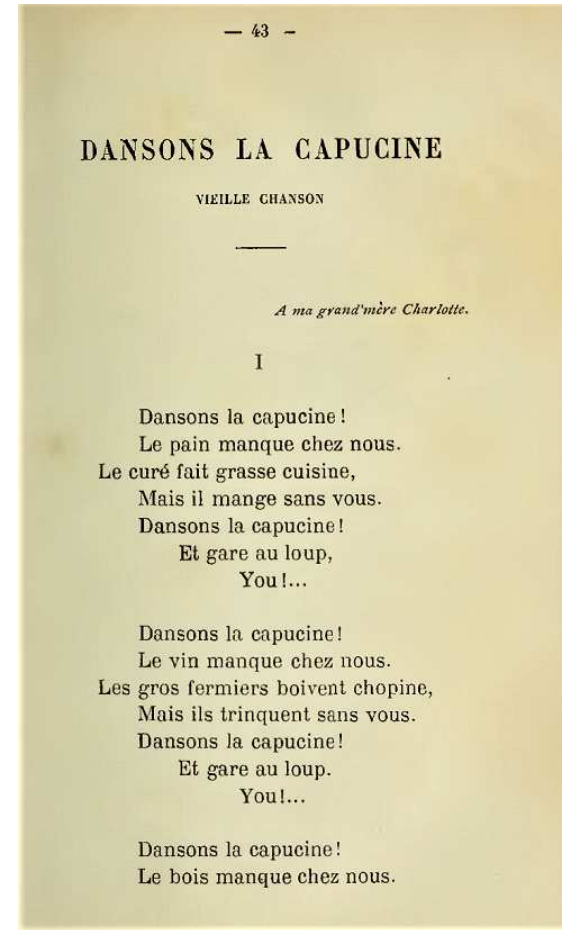 — 43 -
DANSONS LA CAPUCINE
VIEILLE CHANSON
A ma grand'mère Charlotte.
I
Dansons la capucine !
Le pain manque chez nous.
Le curé fait grasse cuisine,
Mais il mange sans vous.
Dansons la capucine !
Et gare au loup,
You !...
Dansons la capucine !
Le vin manque chez nous.
Les gros fermiers boivent chopine,
Mais ils trinquent sans vous.
Dansons la capucine !
Et gare au loup.
You !...
Dansons la capucine !
Le bois manque chez nous.